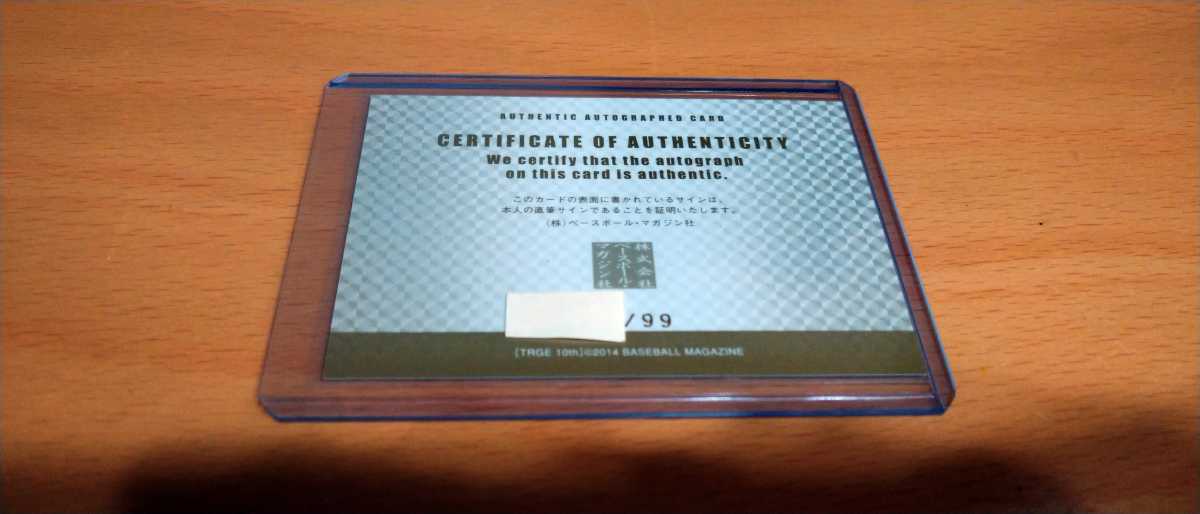 AUTHENTIC AUTOGRAPHED CARD
CERTIFICATE OF AUTHENTICITY
We certify that the autograph
on this card is authentic.
このカードの表面に書かれているサインは、
本人の直筆サインであることを証明いたします。
(株)ベースボール・マガジン社
株式会社
ベースボール・
マガジン社
/99
[TRGE 10th]©2014 BASEBALL MAGAZINE